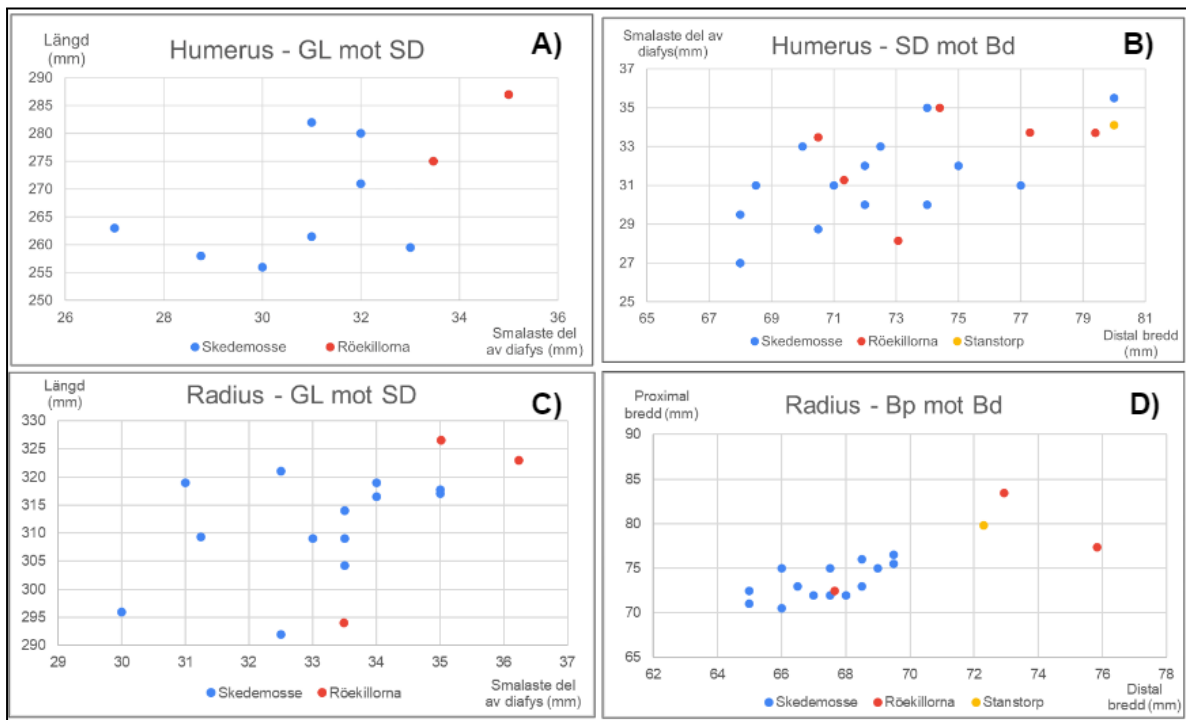 Längd
(mm)
Humerus - GL mot SD
A)
290
285
280
275
270
265
260
255
250
26
28
30
32
34
36
Smalaste del
av diafys (mm)
Skedemosse
Röekillorna
Smalaste del av
diafys(mm)
Humerus - SD mot Bd
B)
37
35
33
31
29
27
25
65
67
69
71
73
75
77
79
81
Distal bredd
(mm)
Skedemosse
Röekillorna
Stanstorp
Längd
(mm)
Radius - GL mot SD
C)
330
325
320
315
310
305
300
295
290
29
30
31
32
33
34
35
36
37
Smalaste del
av diafys (mm)
Skedemosse
Röekillorna
Proximal
bredd (mm)
Radius - Bp mot Bd
D)
90
85
80
75
70
65
62
64
66
68
70
72
74
76
78
Distal
bredd (mm)
Skedemosse
Röekillorna
Stanstorp